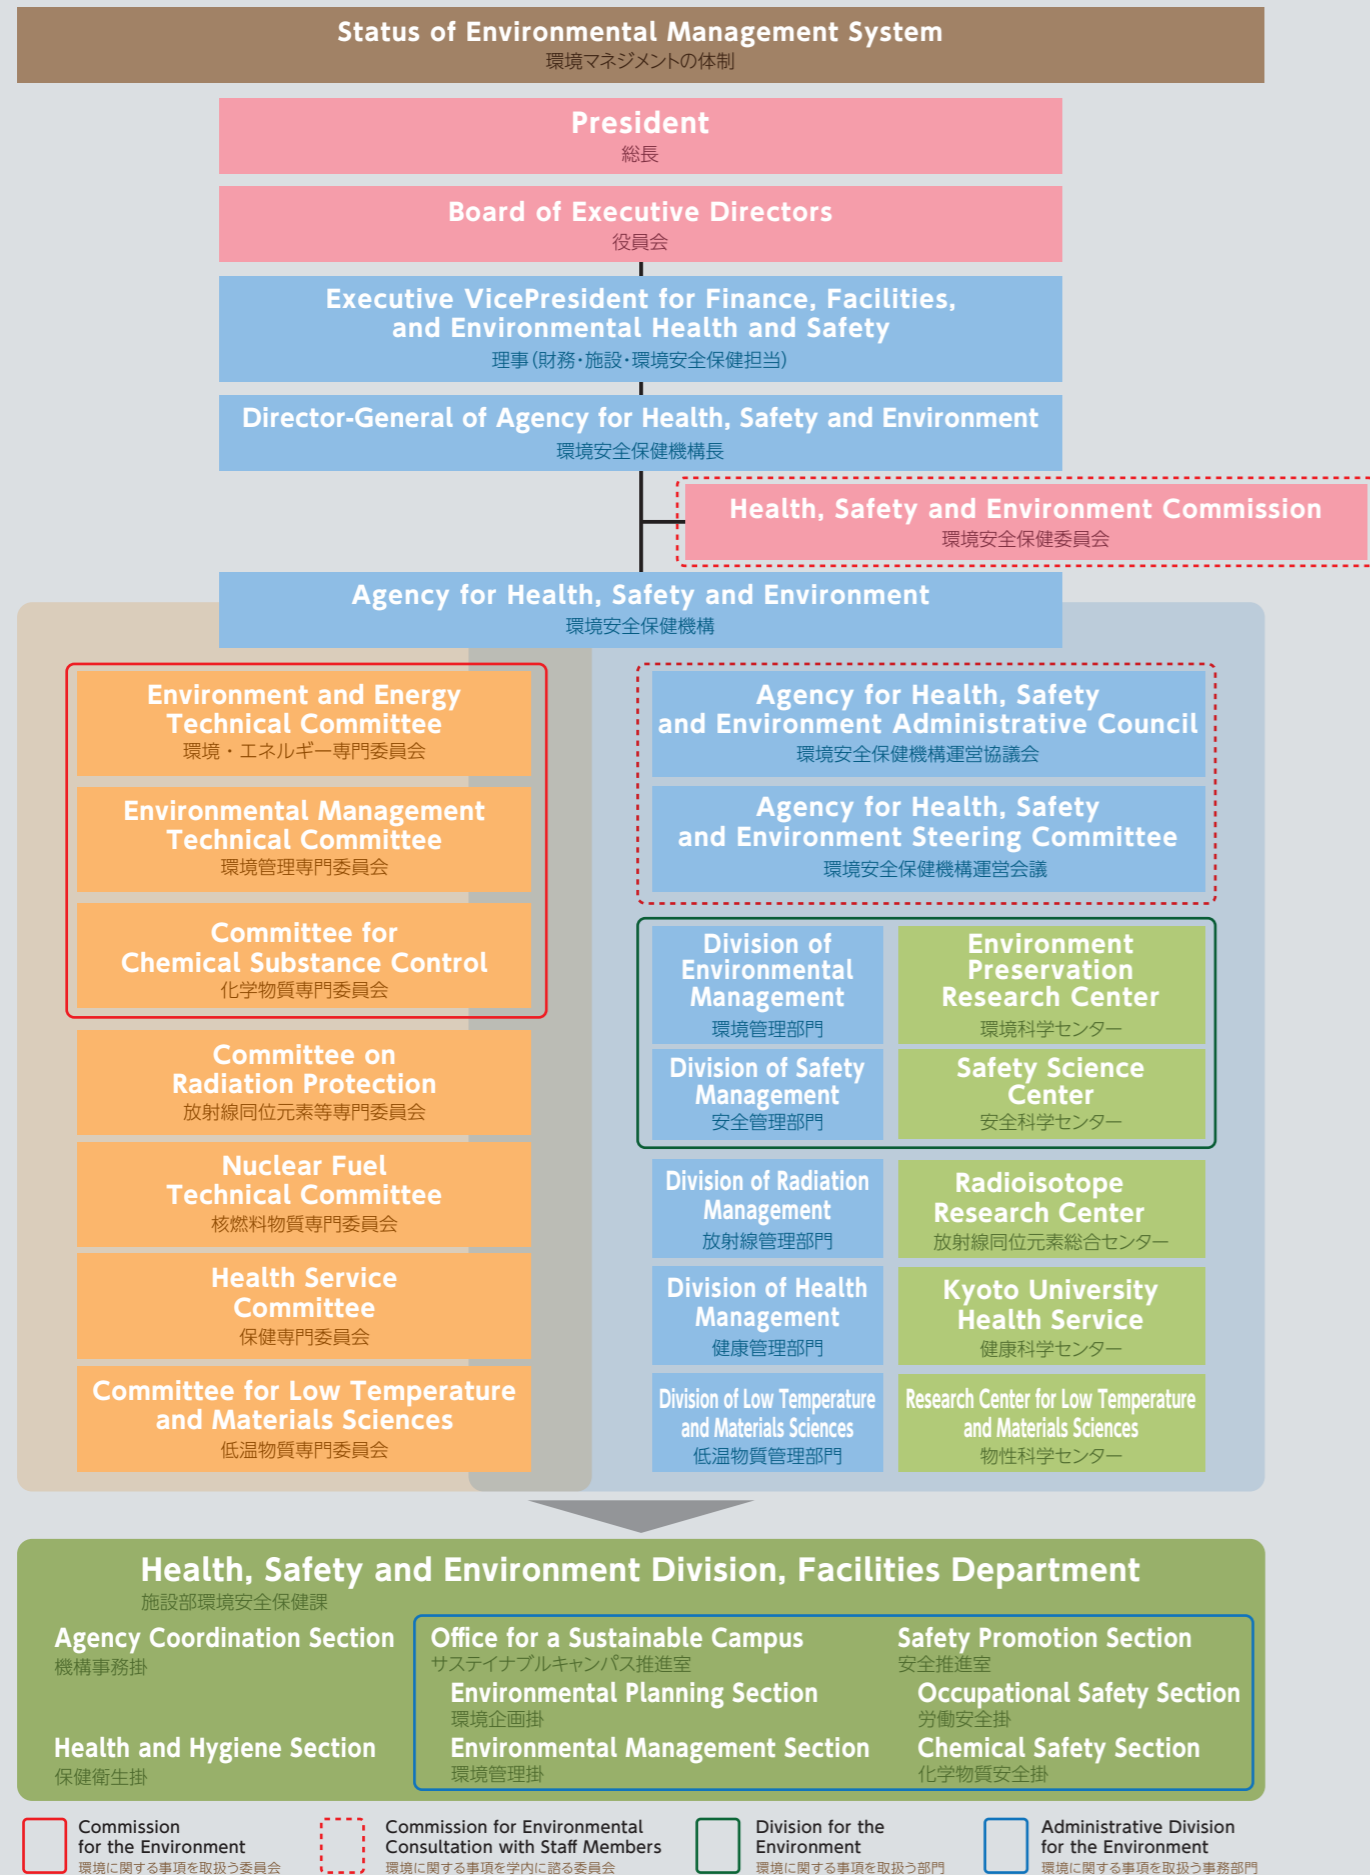 Status of Environmental Management System
環境マネジメントの体制
President
総長
Board of Executive Directors
役員会
Executive VicePresident for Finance, Facilities,
and Environmental Health and Safety
理事（財務・施設・環境安全保健担当）
Director-General of Agency for Health, Safety and Environment
環境安全保健機構長
Health, Safety and Environment Commission
環境安全保健委員会
Agency for Health, Safety and Environment
環境安全保健機構
Environment and Energy
Technical Committee
環境・エネルギー専門委員会
Environmental Management
Technical Committee
環境管理専門委員会
Committee for
Chemical Substance Control
化学物質専門委員会
Committee on
Radiation Protection
放射線同位元素等専門委員会
Nuclear Fuel
Technical Committee
核燃料物質専門委員会
Health Service
Committee
保健専門委員会
Committee for Low Temperature
and Materials Sciences
低温物質専門委員会
Agency for Health, Safety
and Environment Administrative Council
環境安全保健機構運営協議会
Agency for Health, Safety
and Environment Steering Committee
環境安全保健機構運営会議
Division of
Environmental
Management
環境管理部門
Environment
Preservation
Research Center
環境科学センター
Division of Safety
Management
安全管理部門
Safety Science
Center
安全科学センター
Division of Radiation
Management
放射線管理部門
Radioisotope
Research Center
放射線同位元素総合センター
Division of Health
Management
健康管理部門
Kyoto University
Health Service
健康科学センター
Division of Low Temperature
and Materials Sciences
低温物質管理部門
Research Center for Low Temperature
and Materials Sciences
物性科学センター
Health, Safety and Environment Division, Facilities Department
施設部環境安全保健課
Agency Coordination Section
機構事務掛
Health and Hygiene Section
保健衛生掛
Office for a Sustainable Campus
サステイナブルキャンパス推進室
Environmental Planning Section
環境企画掛
Environmental Management Section
環境管理掛
Safety Promotion Section
安全推進室
Occupational Safety Section
労働安全掛
Chemical Safety Section
化学物質安全掛
Commission
for the Environment
環境に関する事項を取扱う委員会
Commission for Environmental
Consultation with Staff Members
環境に関する事項を学内に諮る委員会
Division for the
Environment
環境に関する事項を取扱う部門
Administrative Division
for the Environment
環境に関する事項を取扱う事務部門